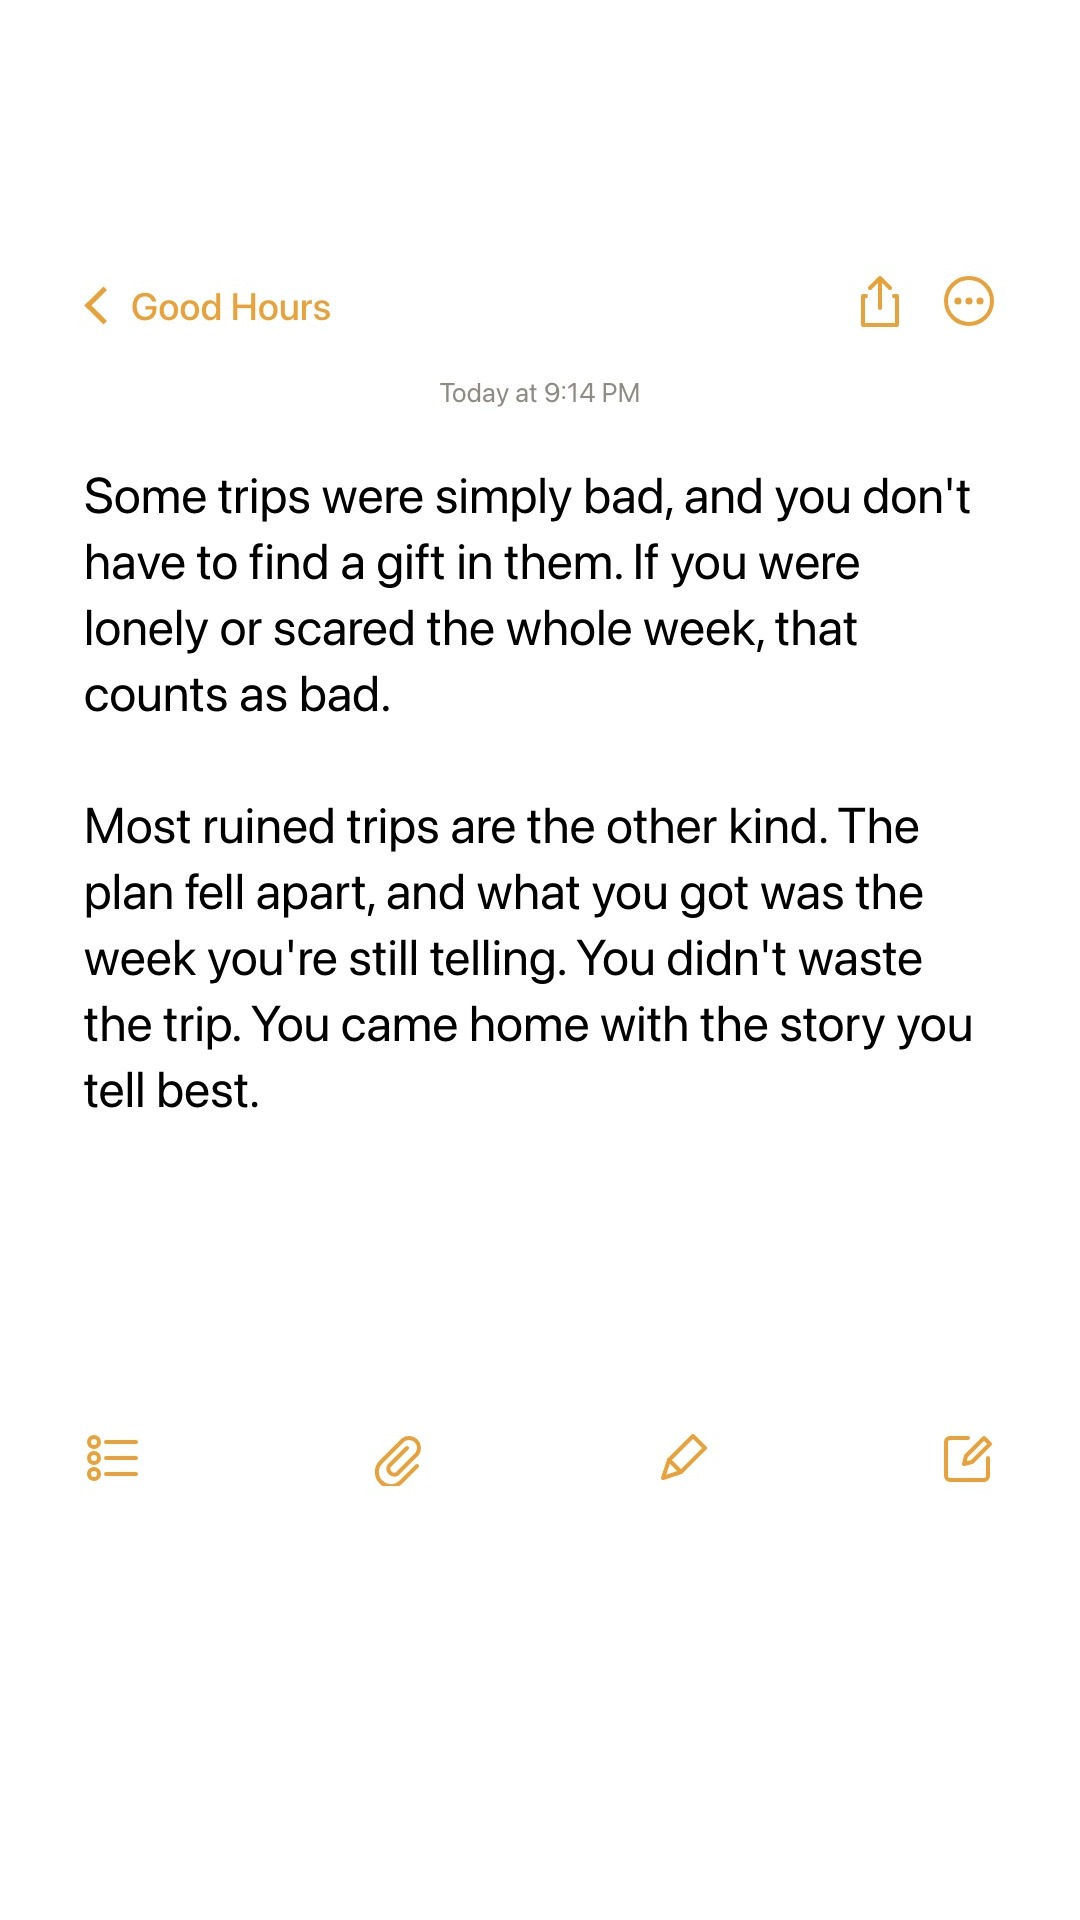 Good Hours
Today at 9:14 PM
Some trips were simply bad, and you don't
have to find a gift in them. If you were
lonely or scared the whole week, that
counts as bad.
Most ruined trips are the other kind. The
plan fell apart, and what you got was the
week you're still telling. You didn't waste
the trip. You came home with the story you
tell best.